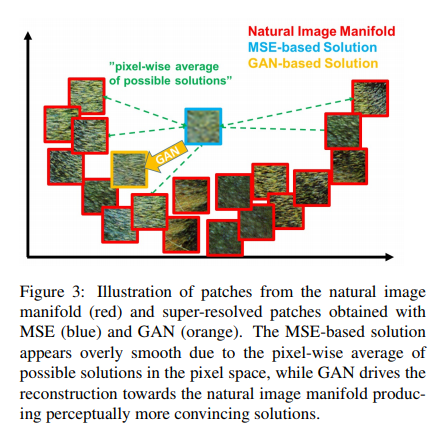 Natural Image Manifold
MSE-based Solution
GAN-based Solution
"pixel-wise average
of possible solutions"
GAN
Figure 3: Illustration of patches from the natural image
manifold (red) and super-resolved patches obtained with
MSE (blue) and GAN (orange). The MSE-based solution
appears overly smooth due to the pixel-wise average of
possible solutions in the pixel space, while GAN drives the
reconstruction towards the natural image manifold produc-
ing perceptually more convincing solutions.